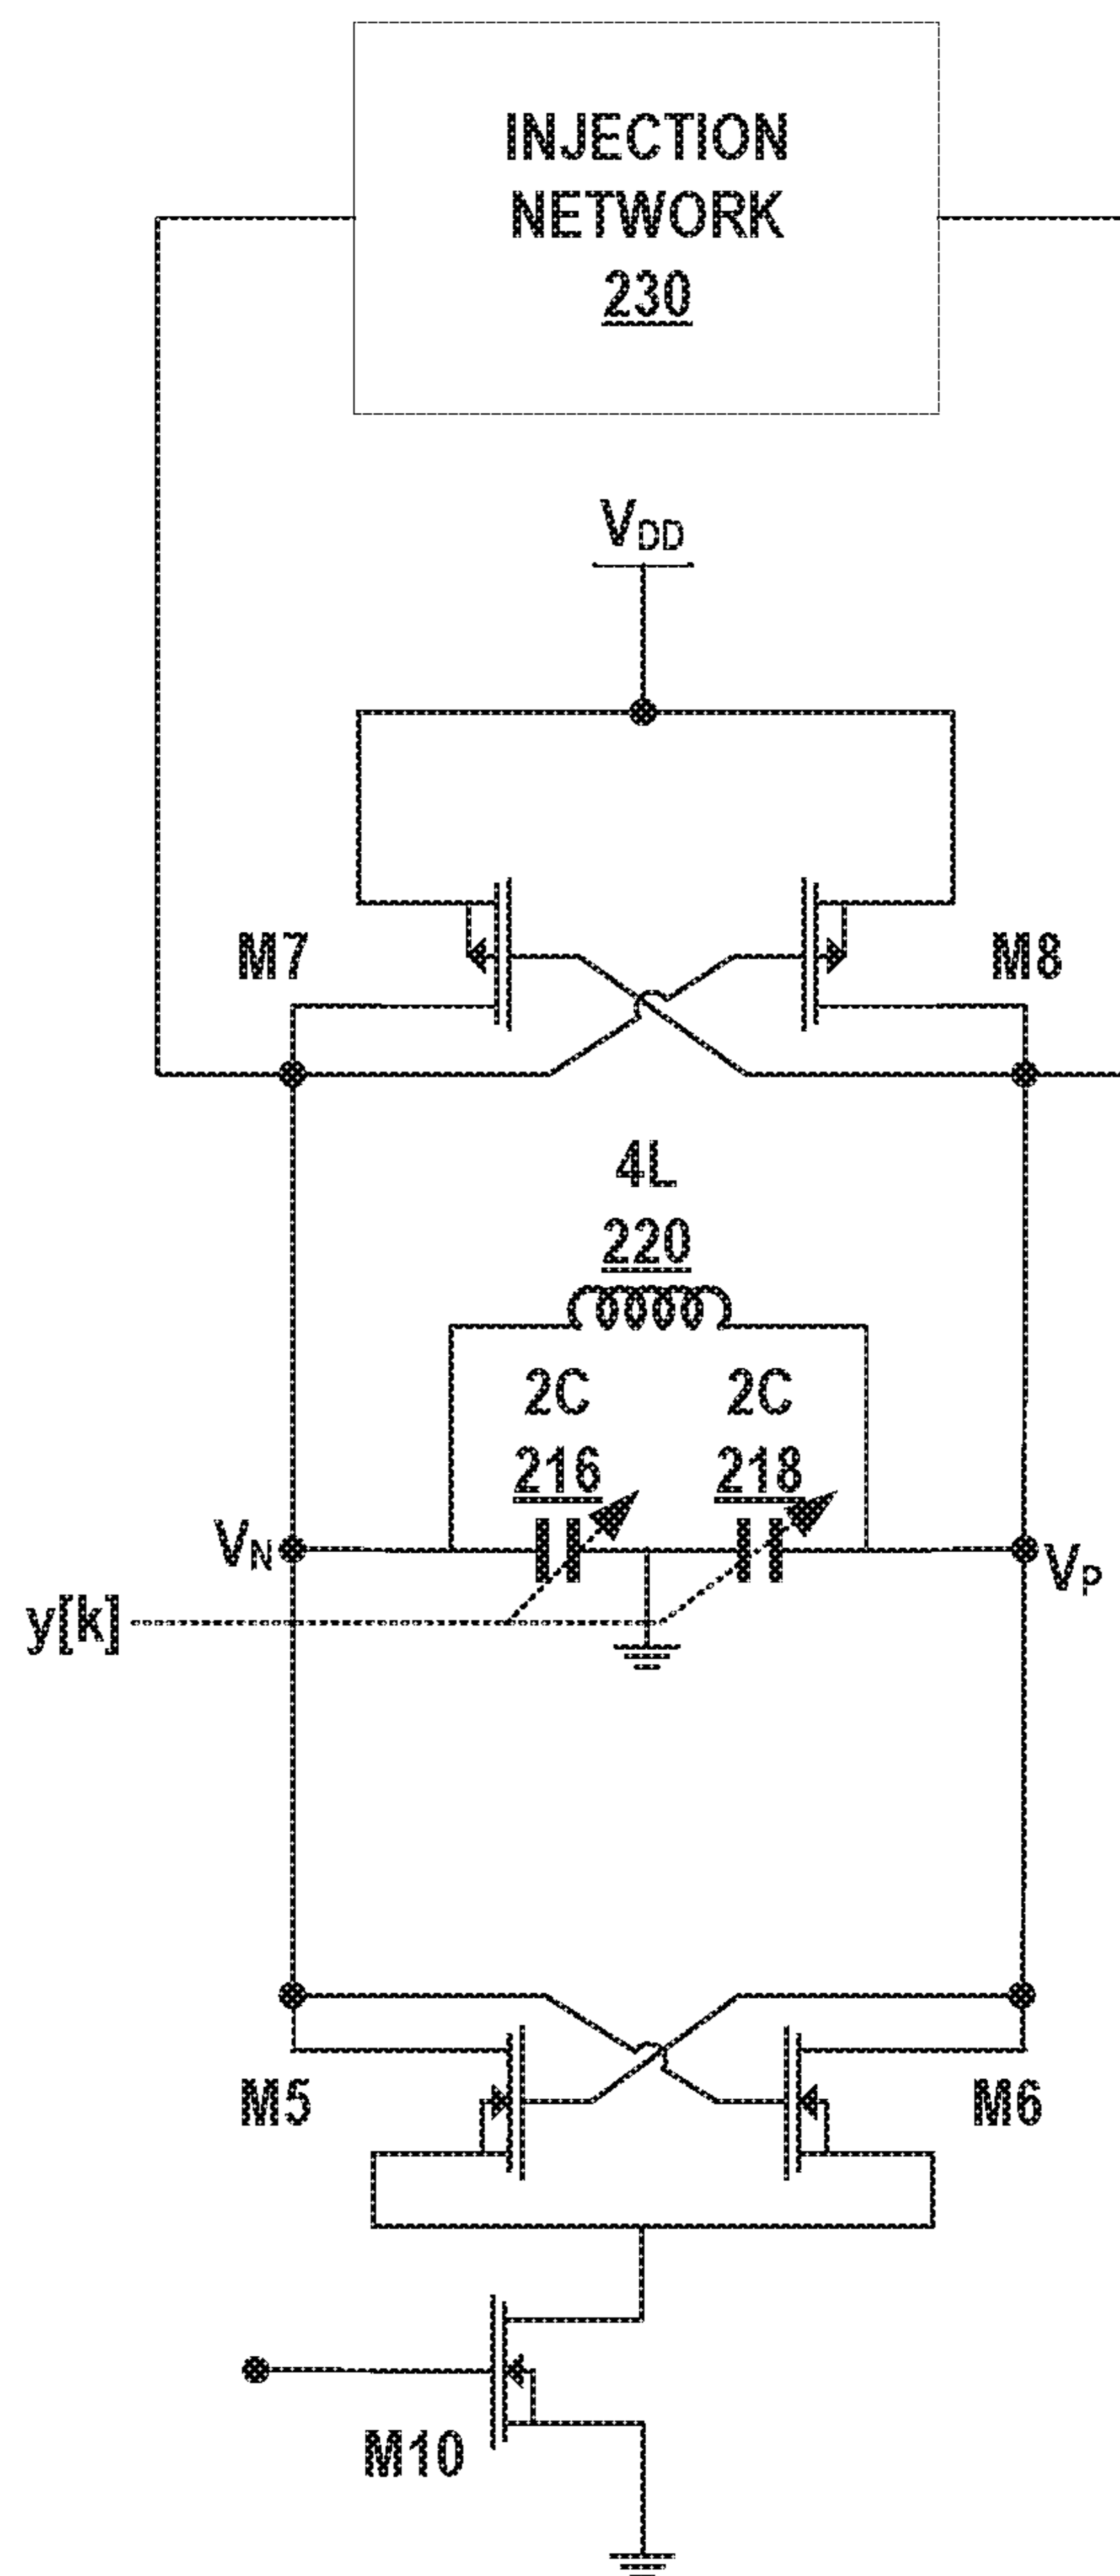 INJECTION
NETWORK
230
VDD
M7
M8
4L
220
2C
2C
216
218
VN
VP
y[k]
M5
M6
M10